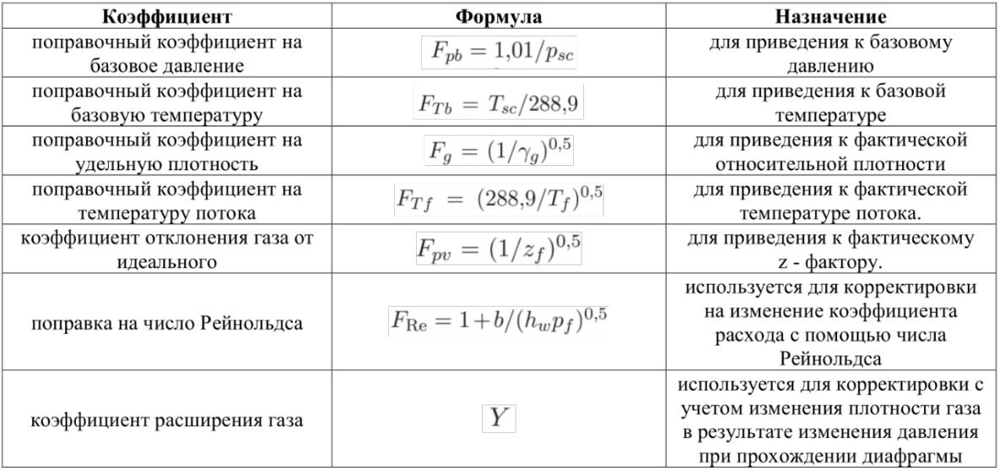 Коэффициент Формула Назначение
поправочный коэффициент на
базовое давление
F_{pb} = 1,01/p_{sc}
для приведения к базовому
давлению
поправочный коэффициент на
базовую температуру
F_{Tb} = T_{sc}/288,9
для приведения к базовой
температуре
поправочный коэффициент на
удельную плотность
F_g = (1/γ_g)^{0,5}
для приведения к фактической
относительной плотности
поправочный коэффициент на
температуру потока
F_{Tf} = (288,9/T_f)^{0,5}
для приведения к фактической
температуре потока.
коэффициент отклонения газа от
идеального
F_{pv} = (1/z_f)^{0,5}
для приведения к фактическому
z - фактору.
поправка на число Рейнольдса
F_{Re} = 1+b/(h_w p_f)^{0,5}
используется для корректировки
на изменение коэффициента
расхода с помощью числа
Рейнольдса
коэффициент расширения газа
Y
используется для корректировки с
учетом изменения плотности газа
в результате изменения давления
при прохождении диафрагмы